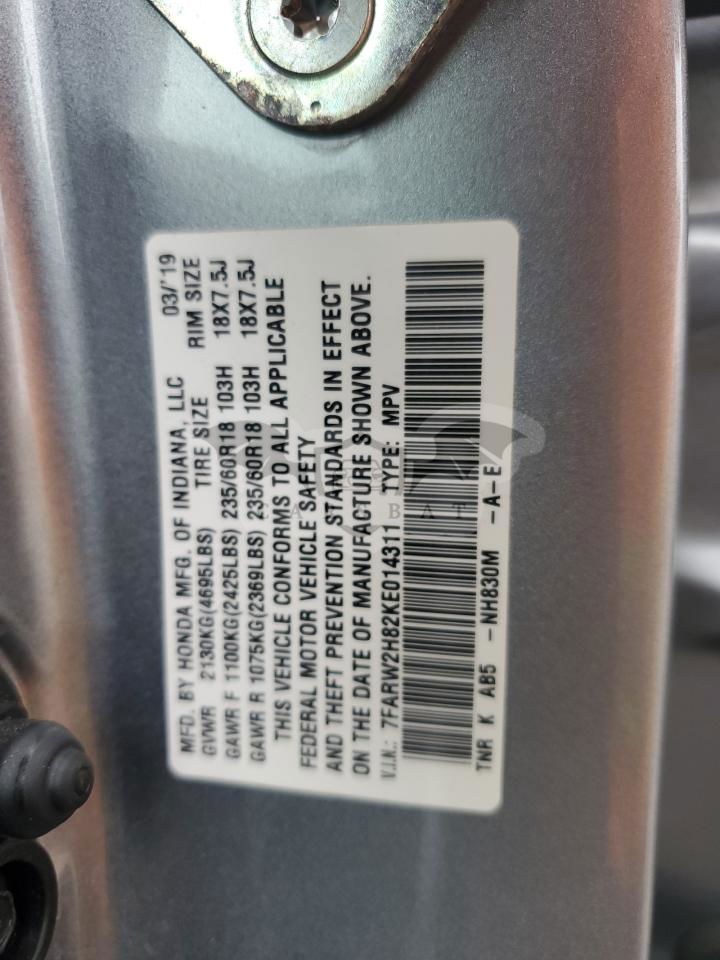 MFD. BY HONDA MFG. OF INDIANA, LLC 03/'19
GVWR 2130KG(4695LBS) TIRE SIZE RIM SIZE
GAWR F 1100KG(2425LBS) 235/60R18 103H 18X7.5J
GAWR R 1075KG(2369LBS) 235/60R18 103H 18X7.5J
THIS VEHICLE CONFORMS TO ALL APPLICABLE
FEDERAL MOTOR VEHICLE SAFETY
AND THEFT PREVENTION STANDARDS IN EFFECT
ON THE DATE OF MANUFACTURE SHOWN ABOVE.
V.I.N.: 7FARW2H82KE014311 TYPE: MPV
TNR K AB5 -NH830M -A-E